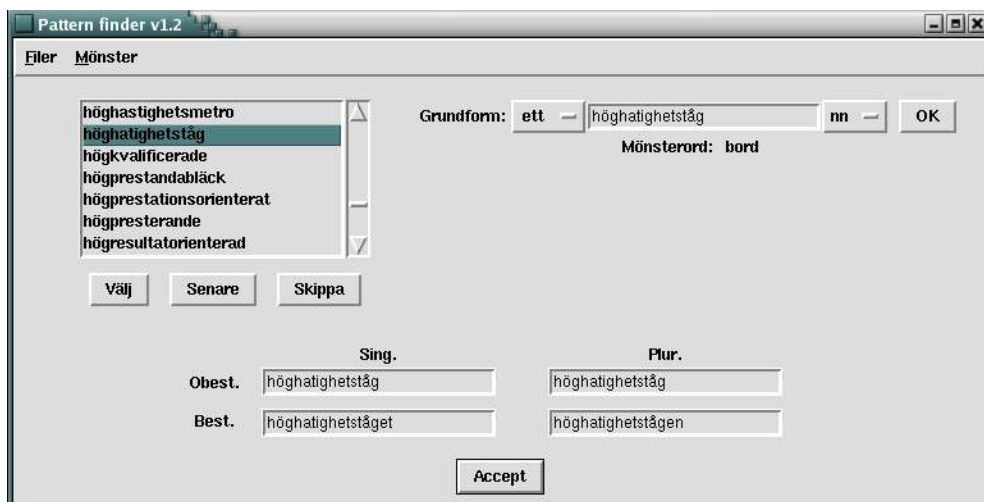 Pattern finder v1.2
Filer Mönster
höghastighetsmetro
höghatighetståg
högkvalificerade
högprestandabläck
högprestationsorienterat
högpresterande
högresultatorienterad
Grundform: ett höghatighetståg nn OK
Mönsterord: bord
Välj Senare Skippa
Sing. Plur.
Obest. höghatighetståg höghatighetståg
Best. höghatighetståget höghatighetstågen
Accept